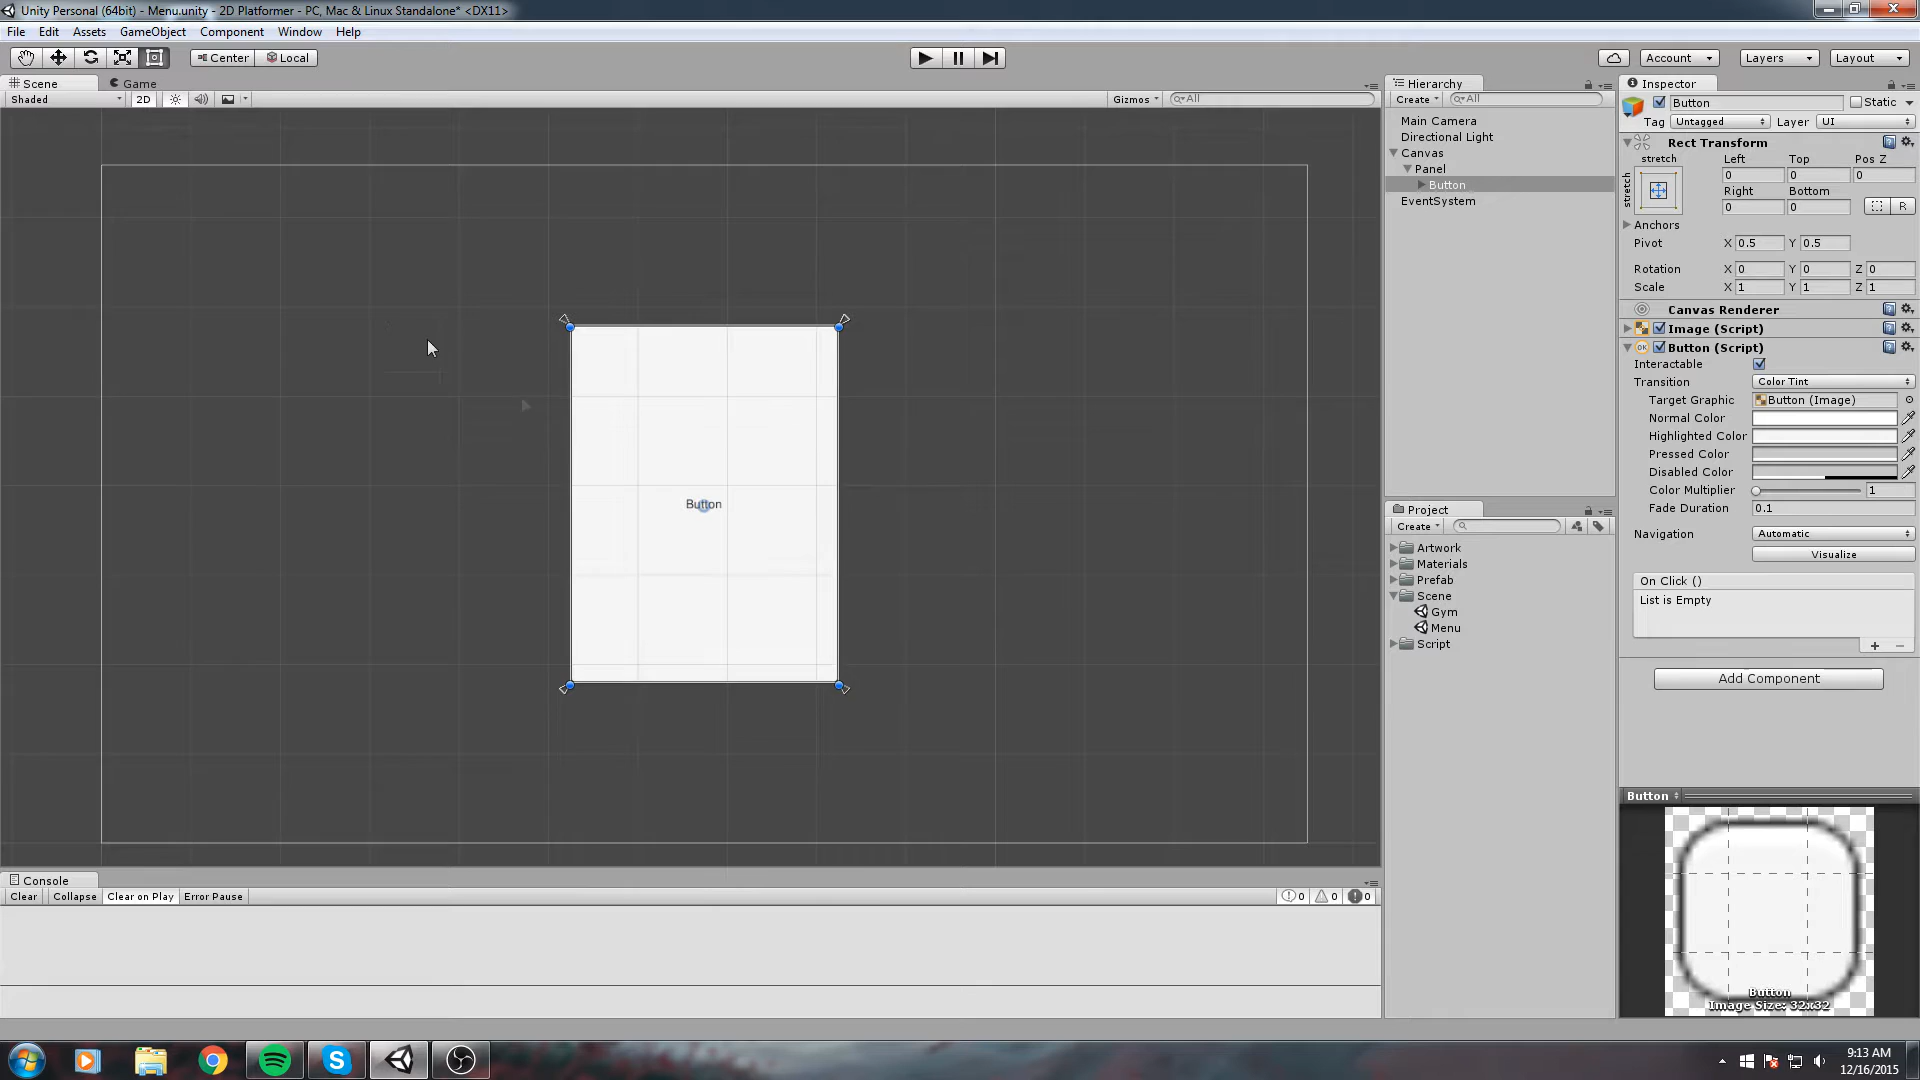 Unity Personal (64bit) - Menu.unity - 2D Platformer - PC, Mac & Linux Standalone* <DX11>
File Edit Assets GameObject Component Window Help
Center Local Account Layers Layout
Scene Game
Shaded 2D Gizmos All
Button
Console
Clear Collapse Clear on Play Error Pause 0 0 0
Hierarchy
Create All
Main Camera
Directional Light
Canvas
Panel
Button
EventSystem
Project
Create
Artwork
Materials
Prefab
Scene
Gym
Menu
Script
Inspector
Button Static
Tag Untagged Layer UI
Rect Transform
stretch Left Top Pos Z
stretch 0 0 0
Right Bottom
0 0 R
Anchors
Pivot X 0.5 Y 0.5
Rotation X 0 Y 0 Z 0
Scale X 1 Y 1 Z 1
Canvas Renderer
Image (Script)
OK Button (Script)
Interactable
Transition Color Tint
Target Graphic Button (Image)
Normal Color
Highlighted Color
Pressed Color
Disabled Color
Color Multiplier 1
Fade Duration 0.1
Navigation Automatic
Visualize
On Click ()
List is Empty
+ −
Add Component
Button
Button
Image Size: 32x32
9:13 AM
12/16/2015